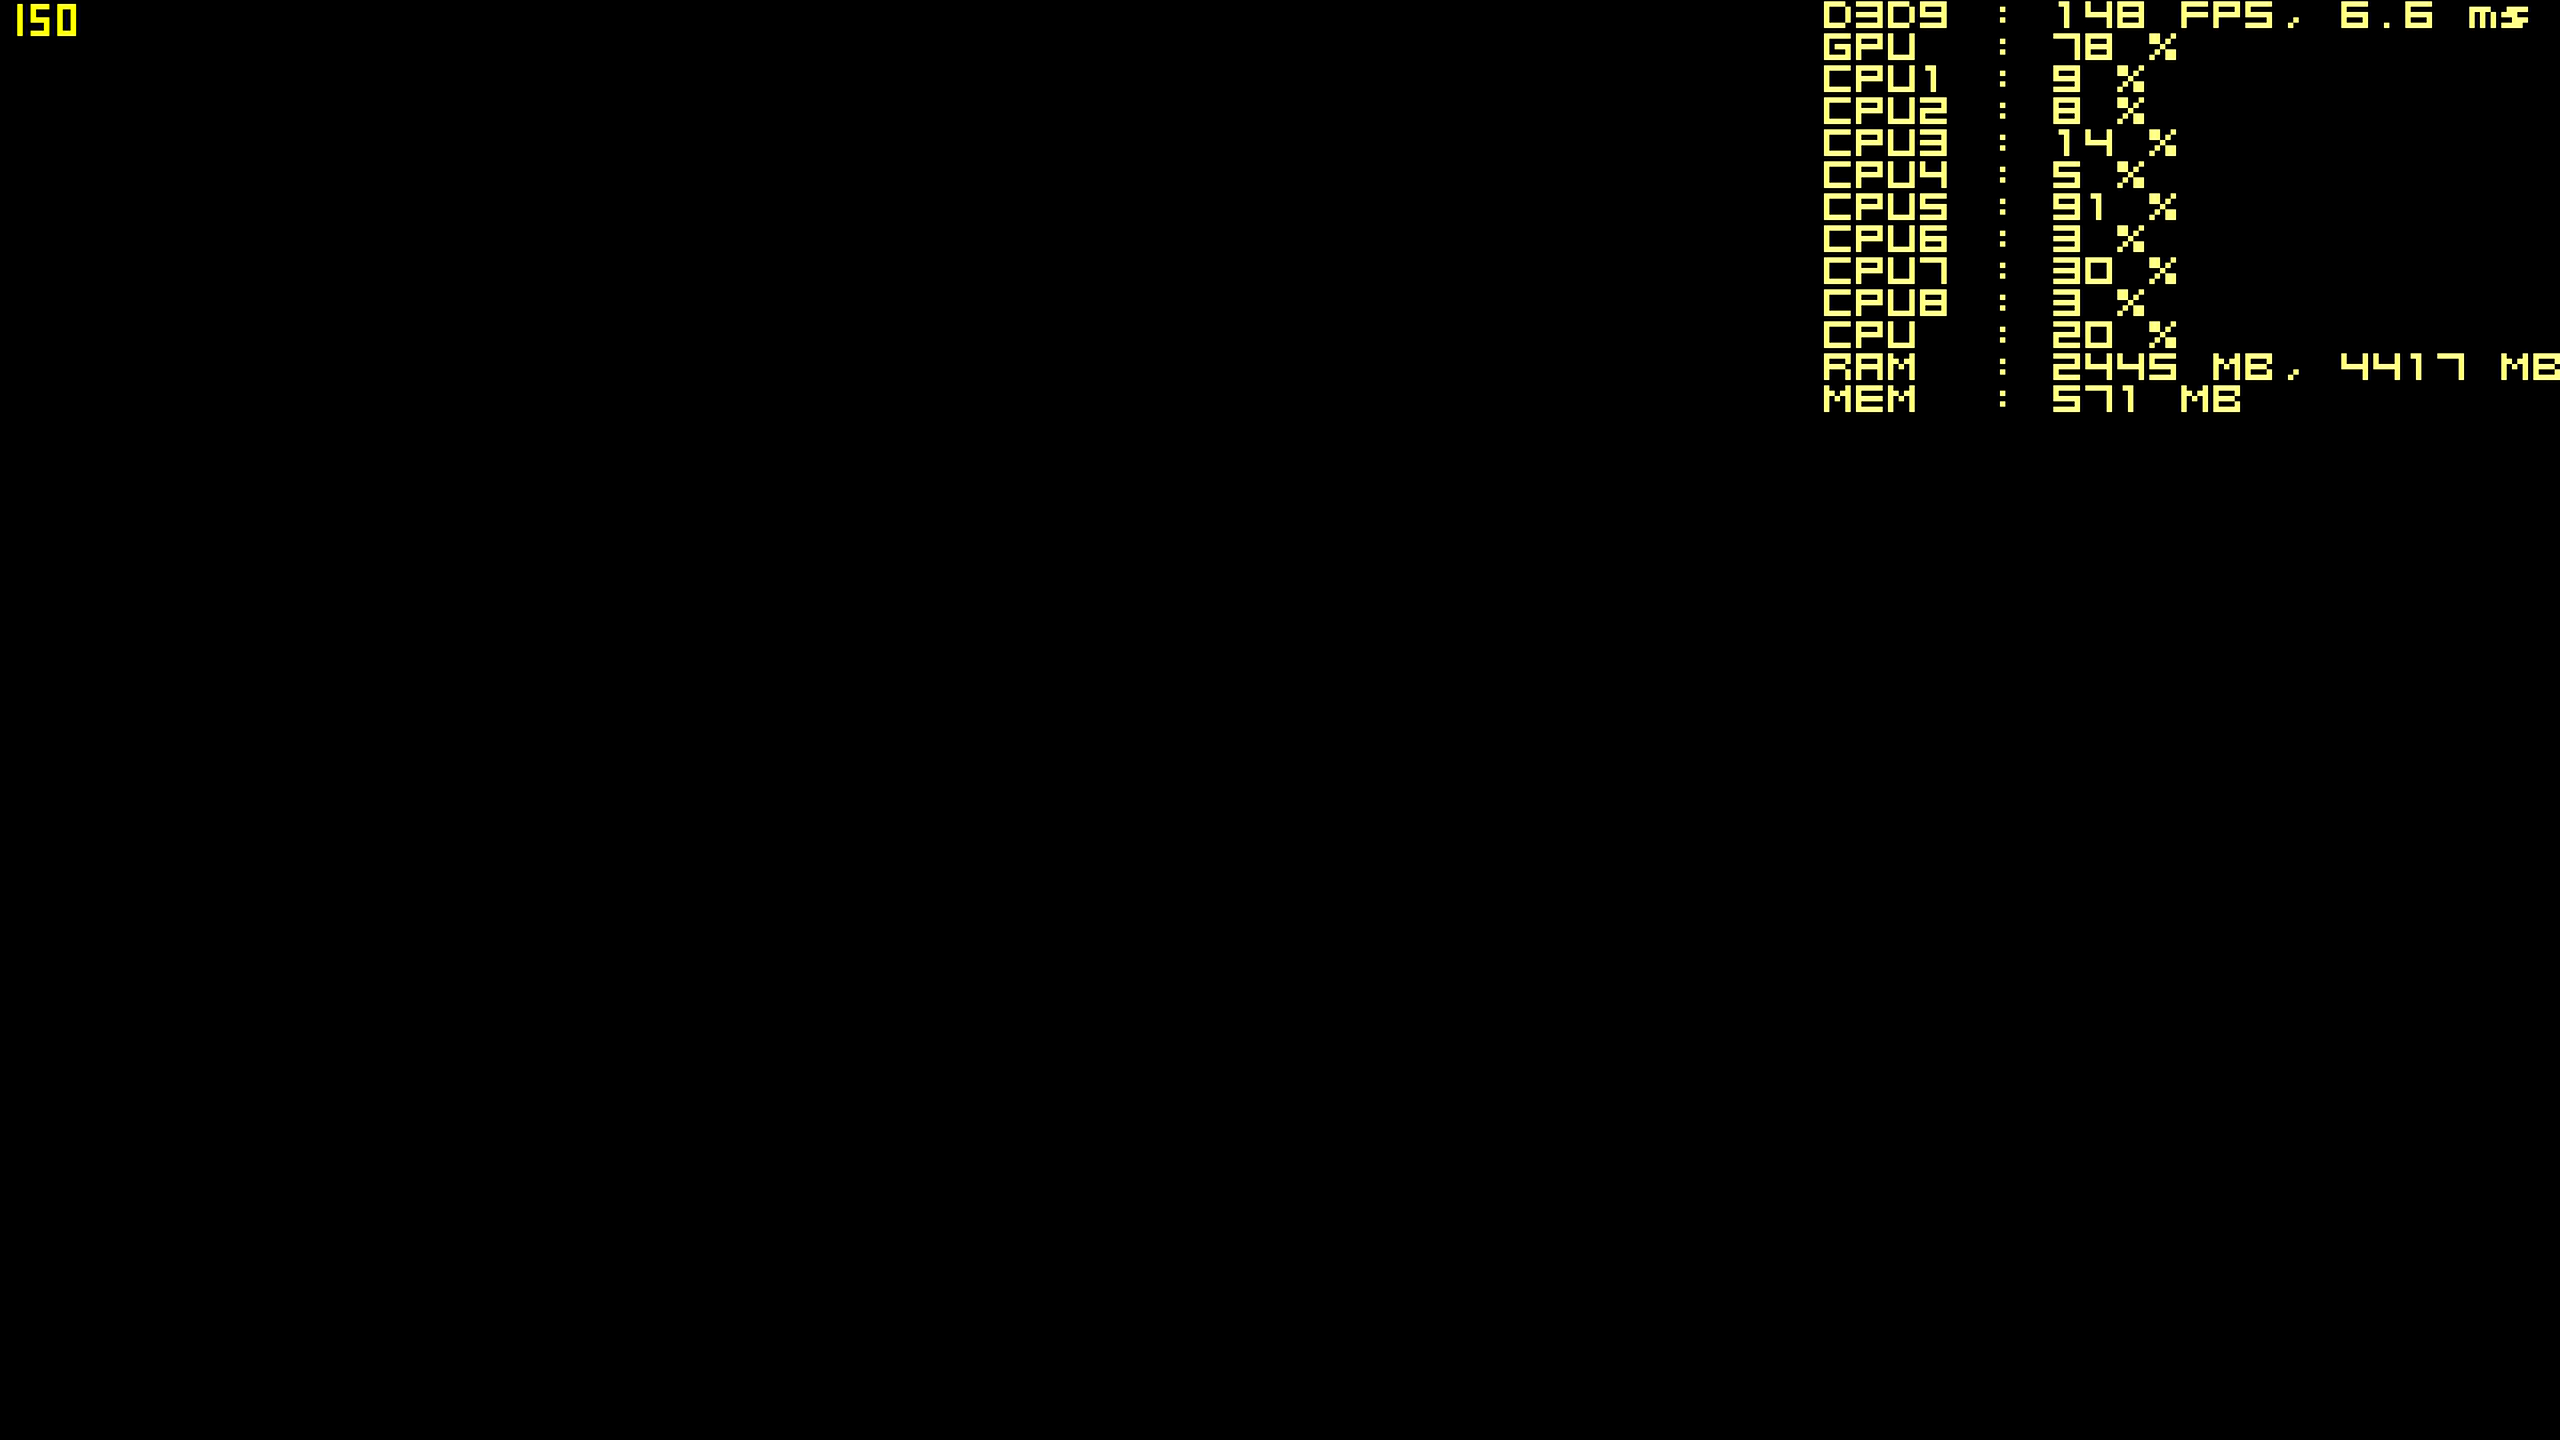 150
D3D9 : 148 FPS, 6.6 ms
GPU : 78 %
CPU1 : 9 %
CPU2 : 8 %
CPU3 : 14 %
CPU4 : 5 %
CPU5 : 91 %
CPU6 : 3 %
CPU7 : 30 %
CPU8 : 3 %
CPU : 20 %
RAM : 2445 MB, 4417 MB
MEM : 571 MB